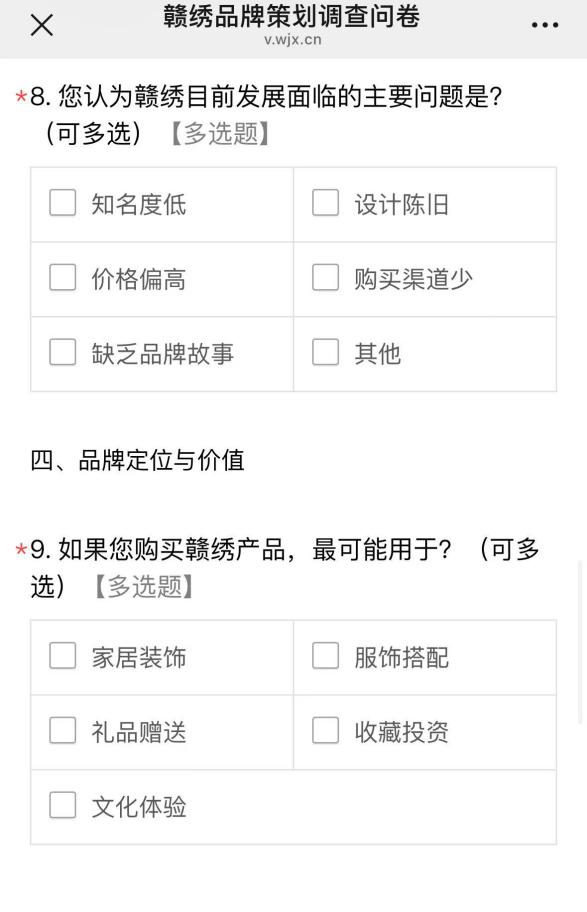 赣绣品牌策划调查问卷
v.wjx.cn
*8. 您认为赣绣目前发展面临的主要问题是?
（可多选）【多选题】
知名度低
设计陈旧
价格偏高
购买渠道少
缺乏品牌故事
其他
四、品牌定位与价值
*9. 如果您购买赣绣产品，最可能用于？（可多
选）【多选题】
家居装饰
服饰搭配
礼品赠送
收藏投资
文化体验